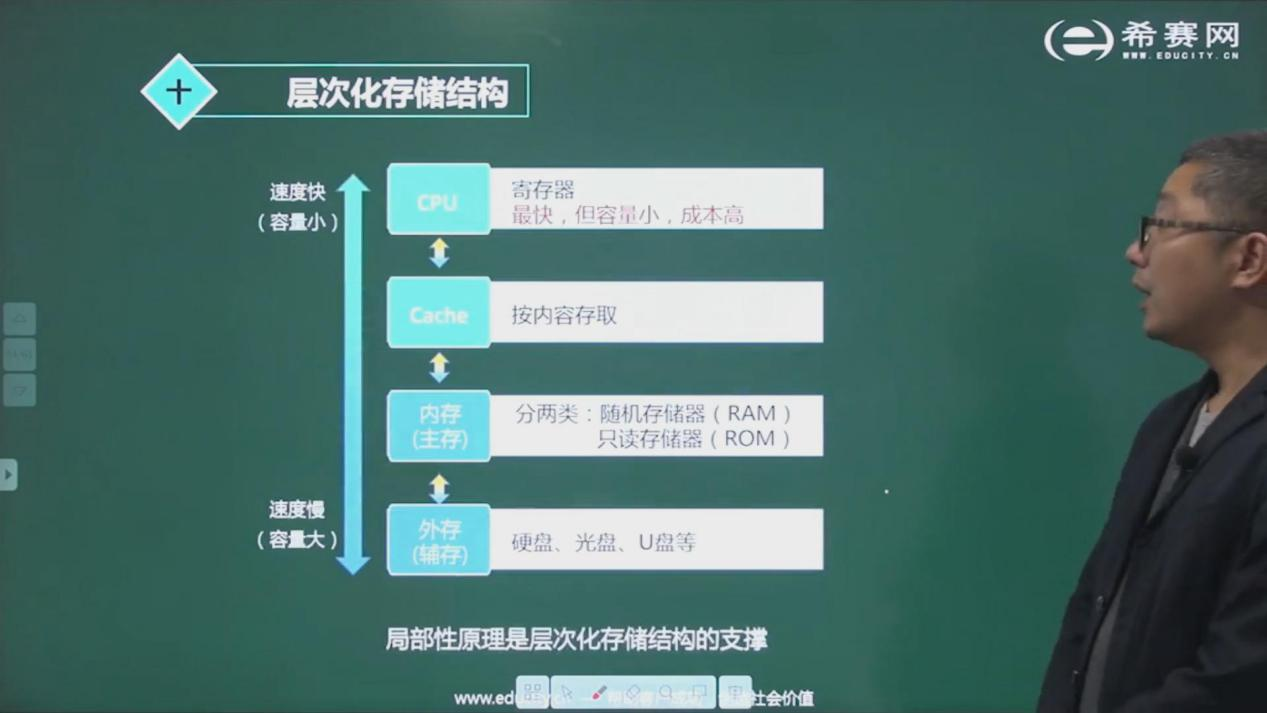 希赛网
WWW.EDUCITY.CN
层次化存储结构
速度快
（容量小）
CPU
寄存器
最快，但容量小，成本高
Cache
按内容存取
内存
(主存)
分两类：随机存储器（RAM）
只读存储器（ROM）
速度慢
（容量大）
外存
(辅存)
硬盘、光盘、U盘等
局部性原理是层次化存储结构的支撑
社会价值